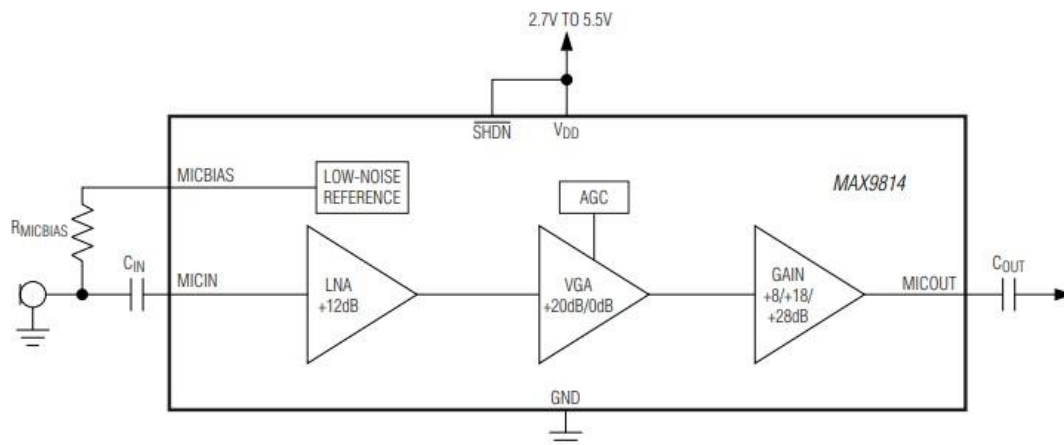 2.7V TO 5.5V
SHDN
VDD
MICBIAS
LOW-NOISE
REFERENCE
MAX9814
AGC
RMICBIAS
CIN
MICIN
LNA
+12dB
VGA
+20dB/0dB
GAIN
+8/+18/
+28dB
MICOUT
COUT
GND